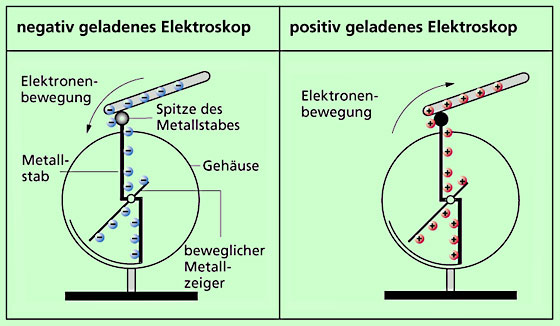 negativ geladenes Elektroskop
Elektronen-
bewegung
Spitze des
Metallstabes
Metall-
stab
Gehäuse
beweglicher
Metall-
zeiger
positiv geladenes Elektroskop
Elektronen-
bewegung